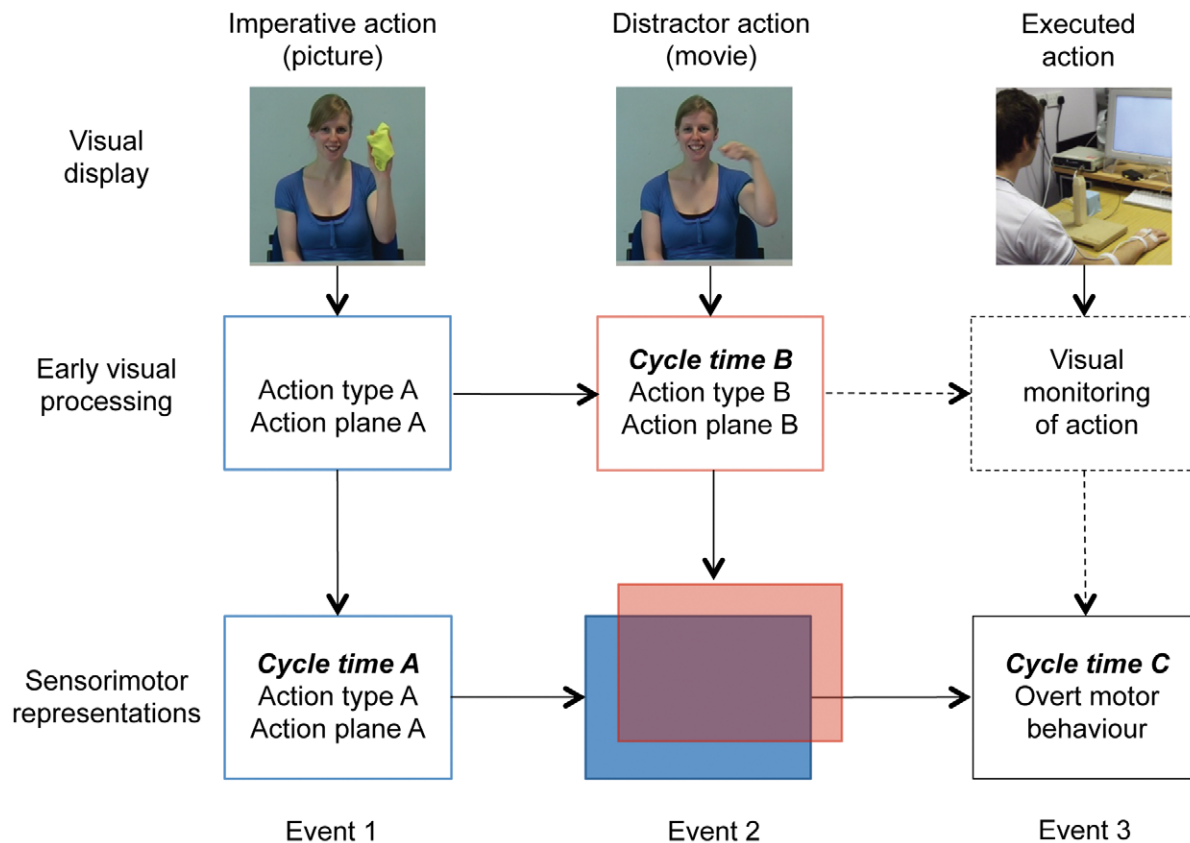 Imperative action
(picture)
Distractor action
(movie)
Executed
action
Visual
display
Early visual
processing
Action type A
Action plane A
Cycle time B
Action type B
Action plane B
Visual
monitoring
of action
Sensorimotor
representations
Cycle time A
Action type A
Action plane A
Cycle time C
Overt motor
behaviour
Event 1
Event 2
Event 3